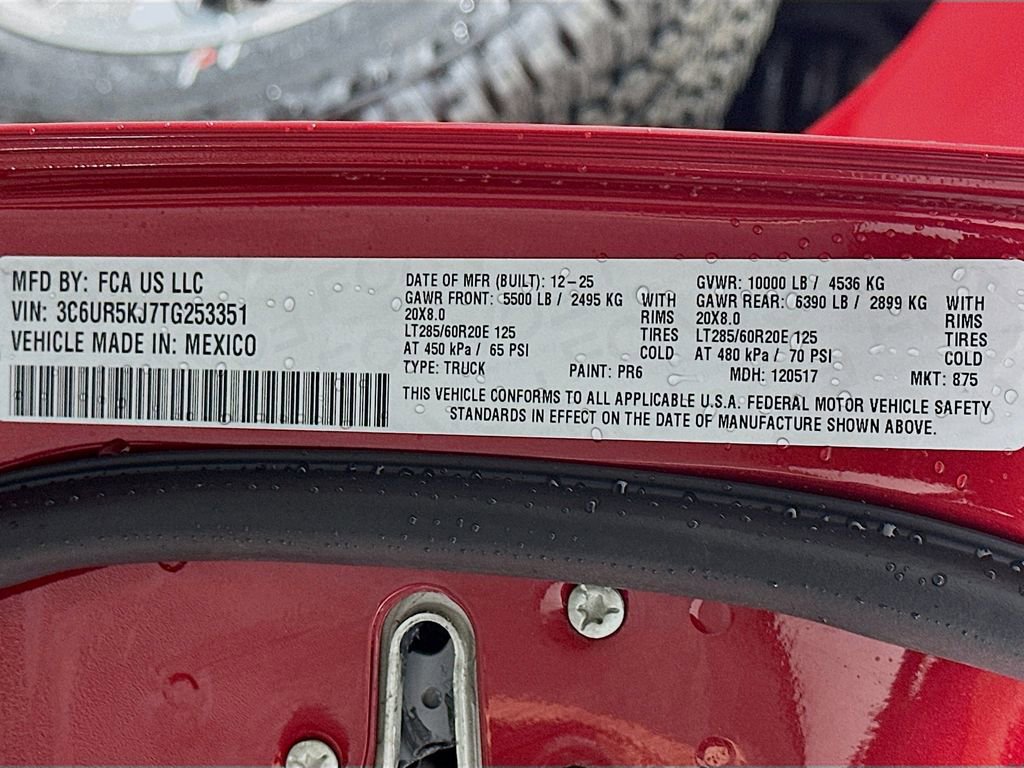 MFD BY: FCA US LLC
VIN: 3C6UR5KJ7TG253351
VEHICLE MADE IN: MEXICO
DATE OF MFR (BUILT): 12-25
GAWR FRONT: 5500 LB / 2495 KG WITH
20X8.0 RIMS
LT285/60R20E 125 TIRES
AT 450 kPa / 65 PSI COLD
TYPE: TRUCK
PAINT: PR6
GVWR: 10000 LB / 4536 KG
GAWR REAR: 6390 LB / 2899 KG WITH
20X8.0 RIMS
LT285/60R20E 125 TIRES
AT 480 kPa / 70 PSI COLD
MDH: 120517
MKT: 875
THIS VEHICLE CONFORMS TO ALL APPLICABLE U.S.A. FEDERAL MOTOR VEHICLE SAFETY
STANDARDS IN EFFECT ON THE DATE OF MANUFACTURE SHOWN ABOVE.